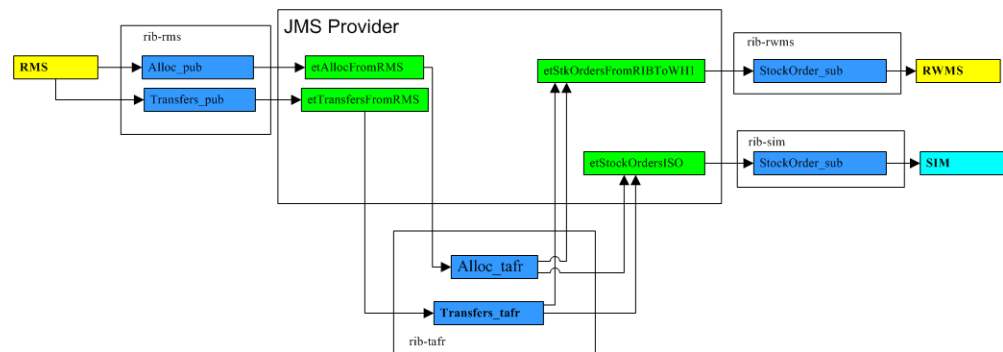 JMS Provider
rib-rms
rib-rwms
RMS
Alloc_pub
etAllocFromRMS
etStkOrdersFromRIBToWH1
StockOrder_sub
RWMS
Transfers_pub
etTransfersFromRMS
rib-sim
etStockOrdersISO
StockOrder_sub
SIM
Alloc_tafr
Transfers_tafr
rib-tafr